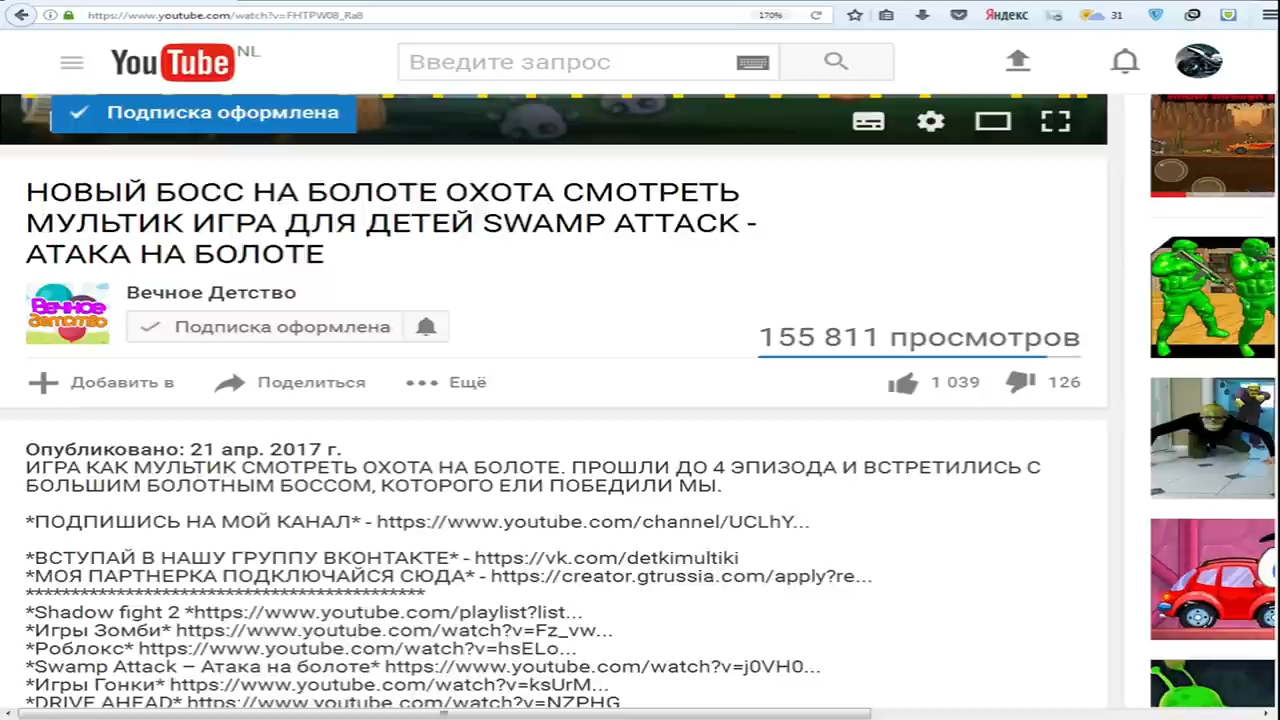 https://www.youtube.com/watch?v=FHTPW08_Ra8
170%
Яндекс
31
YouTube NL
Введите запрос
Подписка оформлена
НОВЫЙ БОСС НА БОЛОТЕ ОХОТА СМОТРЕТЬ
МУЛЬТИК ИГРА ДЛЯ ДЕТЕЙ SWAMP ATTACK -
АТАКА НА БОЛОТЕ
Вечное Детство
Вечное
детство
Подписка оформлена
155 811 просмотров
Добавить в
Поделиться
Ещё
1 039
126
Опубликовано: 21 апр. 2017 г.
ИГРА КАК МУЛЬТИК СМОТРЕТЬ ОХОТА НА БОЛОТЕ. ПРОШЛИ ДО 4 ЭПИЗОДА И ВСТРЕТИЛИСЬ С
БОЛЬШИМ БОЛОТНЫМ БОССОМ, КОТОРОГО ЕЛИ ПОБЕДИЛИ МЫ.
*ПОДПИШИСЬ НА МОЙ КАНАЛ* - https://www.youtube.com/channel/UCLhY...
*ВСТУПАЙ В НАШУ ГРУППУ ВКОНТАКТЕ* - https://vk.com/detkimultiki
*МОЯ ПАРТНЕРКА ПОДКЛЮЧАЙСЯ СЮДА* - https://creator.gtrussia.com/apply?re...
*******************************************
*Shadow fight 2 *https://www.youtube.com/playlist?list...
*Игры Зомби* https://www.youtube.com/watch?v=Fz_vw...
*Роблокс* https://www.youtube.com/watch?v=hsELo...
*Swamp Attack – Атака на болоте* https://www.youtube.com/watch?v=j0VH0...
*Игры Гонки* https://www.youtube.com/watch?v=ksUrM...
*DRIVE AHEAD* https://www.youtube.com/watch?v=NZPHG